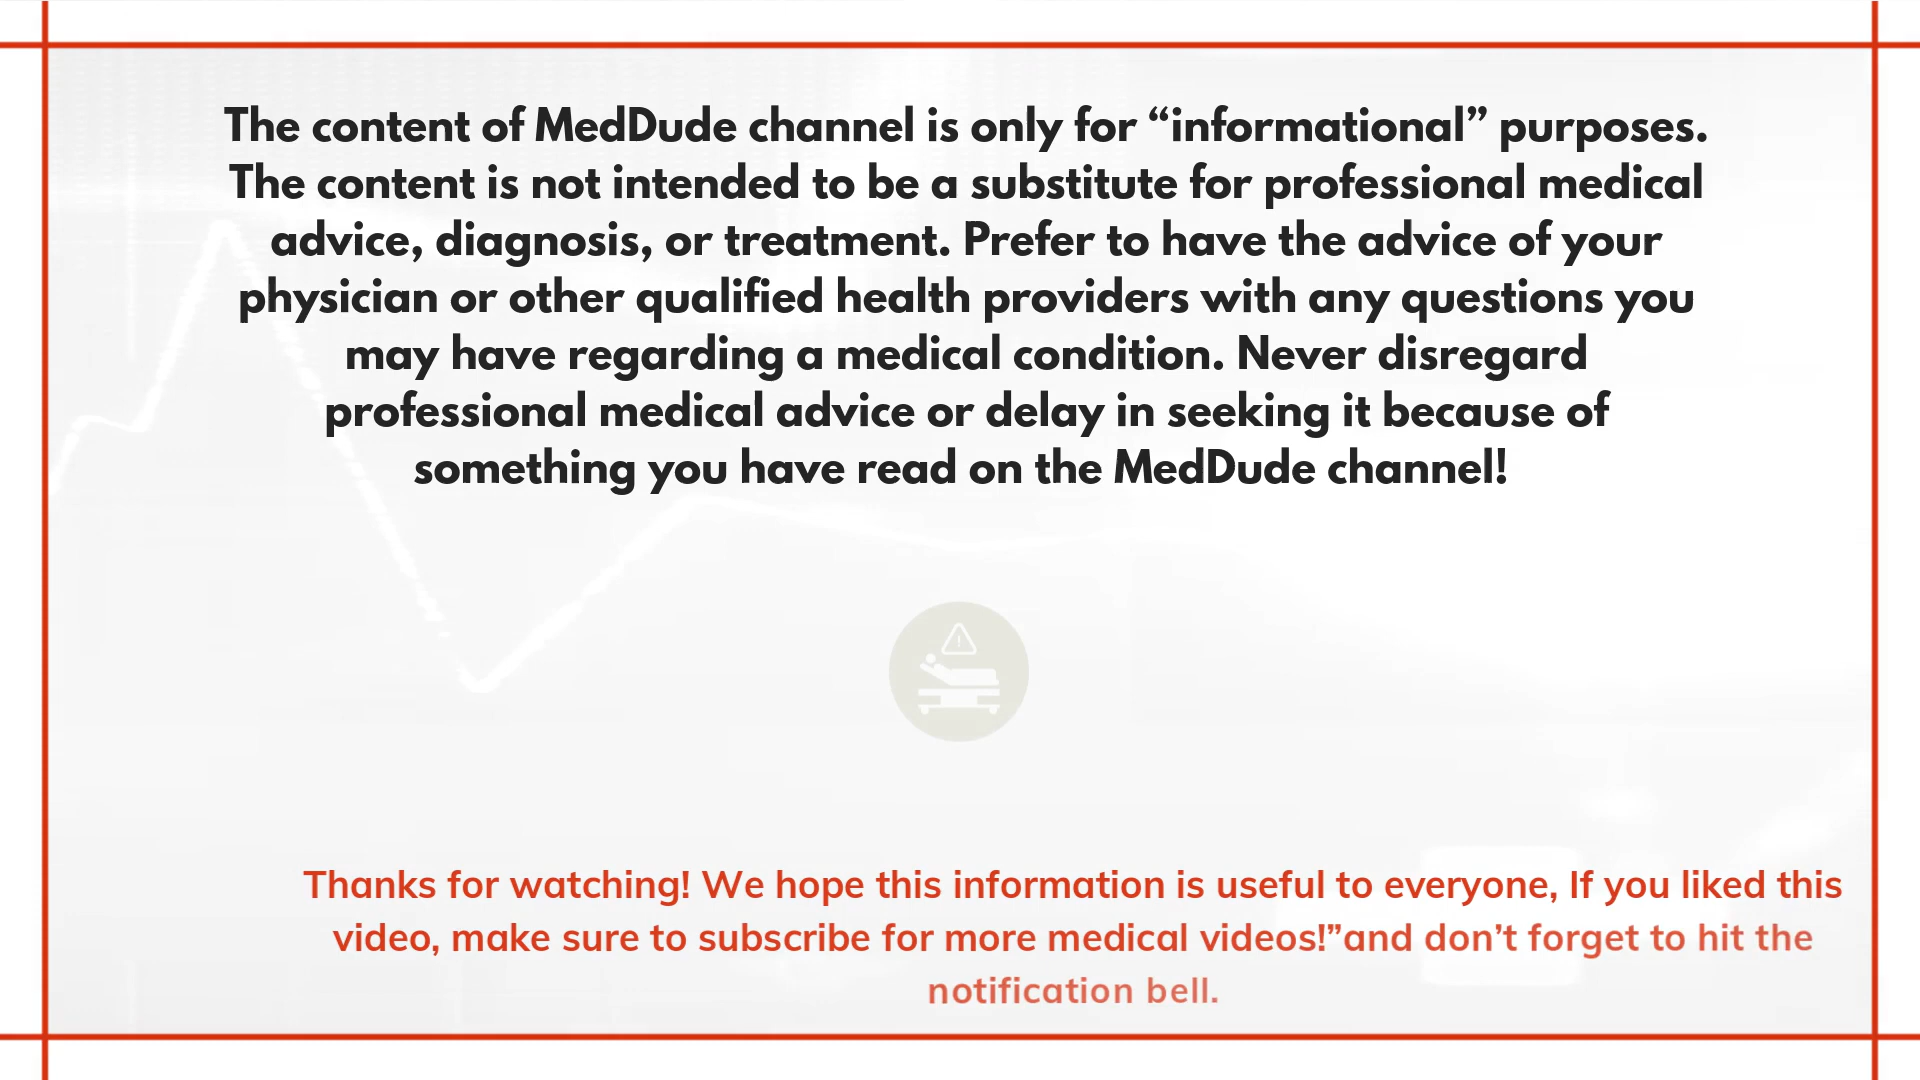 The content of MedDude channel is only for “informational” purposes.
The content is not intended to be a substitute for professional medical
advice, diagnosis, or treatment. Prefer to have the advice of your
physician or other qualified health providers with any questions you
may have regarding a medical condition. Never disregard
professional medical advice or delay in seeking it because of
something you have read on the MedDude channel!
Thanks for watching! We hope this information is useful to everyone, If you liked this
video, make sure to subscribe for more medical videos!”and don’t forget to hit the
notification bell.